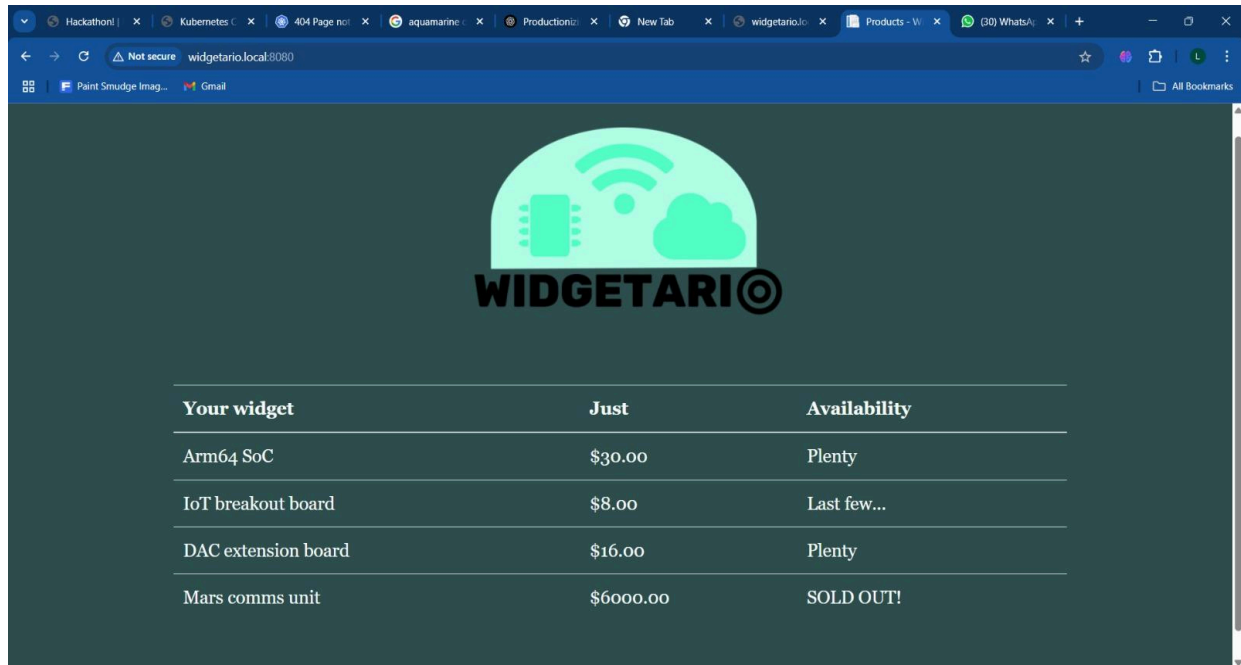 Hackathon! |
Kubernetes C
404 Page not
aquamarine c
Productioniz
New Tab
widgetario.lo
Products - W
(30) WhatsAp
Not secure
widgetario.local:8080
L
Paint Smudge Imag...
Gmail
All Bookmarks
WIDGETARIO
Your widget Just Availability
Arm64 SoC $30.00 Plenty
IoT breakout board $8.00 Last few...
DAC extension board $16.00 Plenty
Mars comms unit $6000.00 SOLD OUT!